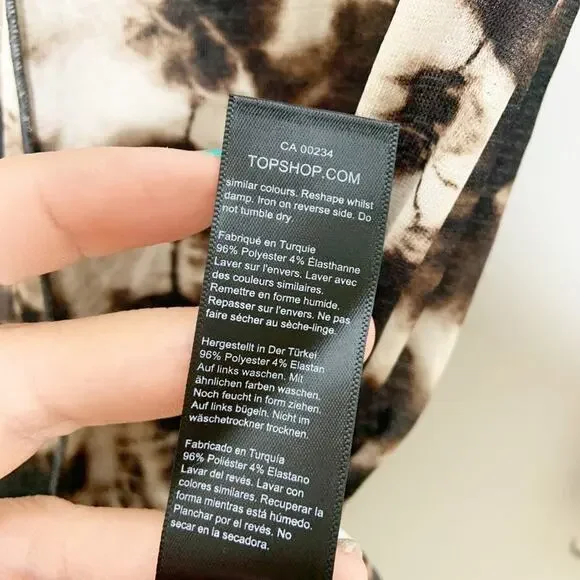 CA 00234
TOPSHOP.COM
similar colours. Reshape whilst
damp. Iron on reverse side. Do
not tumble dry.
Fabriqué en Turquie
96% Polyester 4% Élasthanne
Laver sur l'envers. Laver avec
des couleurs similaires.
Remettre en forme humide.
Repasser sur l'envers. Ne pas
faire sécher au sèche-linge.
Hergestellt in Der Türkei
96% Polyester 4% Elastan
Auf links waschen. Mit
ähnlichen farben waschen.
Noch feucht in form ziehen.
Auf links bügeln. Nicht im
wäschetrockner trocknen.
Fabricado en Turquía
96% Poliéster 4% Elastano
Lavar del revés. Lavar con
colores similares. Recuperar la
forma mientras está húmedo.
Planchar por el revés. No
secar en la secadora.